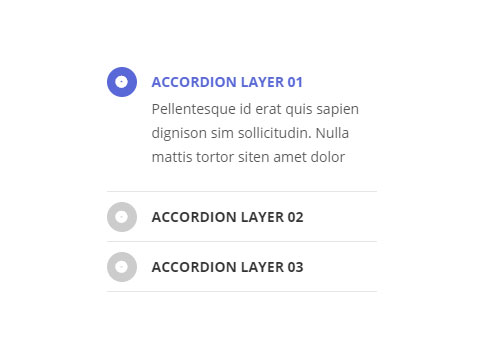 ACCORDION LAYER 01
Pellentesque id erat quis sapien
dignison sim sollicitudin. Nulla
mattis tortor siten amet dolor
ACCORDION LAYER 02
ACCORDION LAYER 03